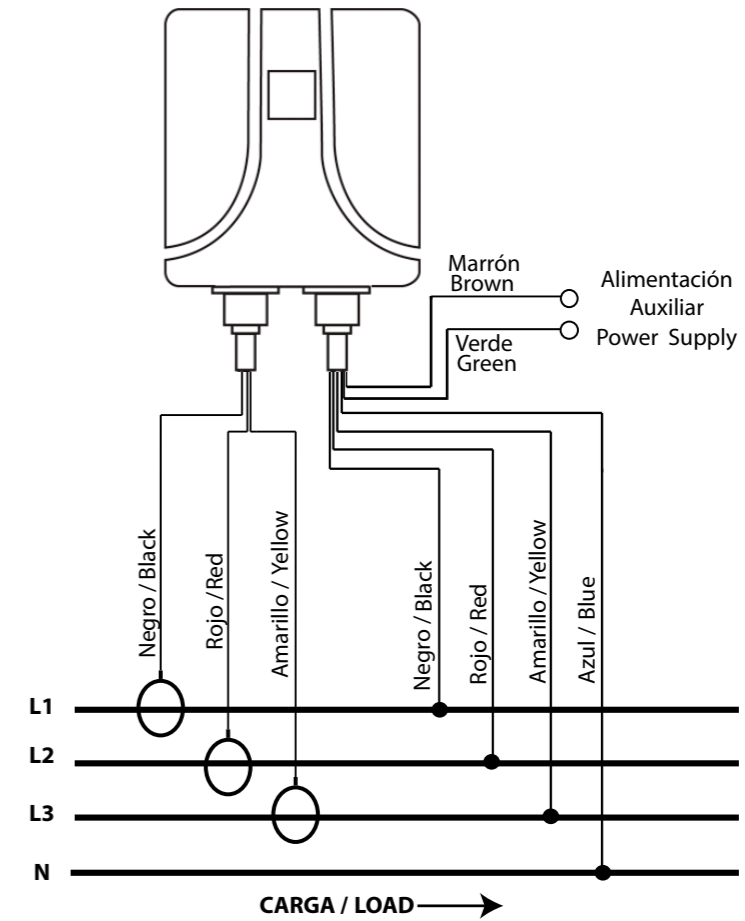 Marrón
Brown
Alimentación
Auxiliar
Power Supply
Verde
Green
Negro / Black
Rojo / Red
Amarillo / Yellow
Negro / Black
Rojo / Red
Amarillo / Yellow
Azul / Blue
L1
L2
L3
N
CARGA / LOAD